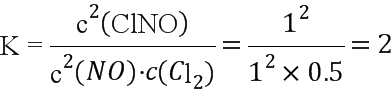 K = c²(ClNO) / c²(NO)·c(Cl₂) = 1² / 1² × 0.5 = 2